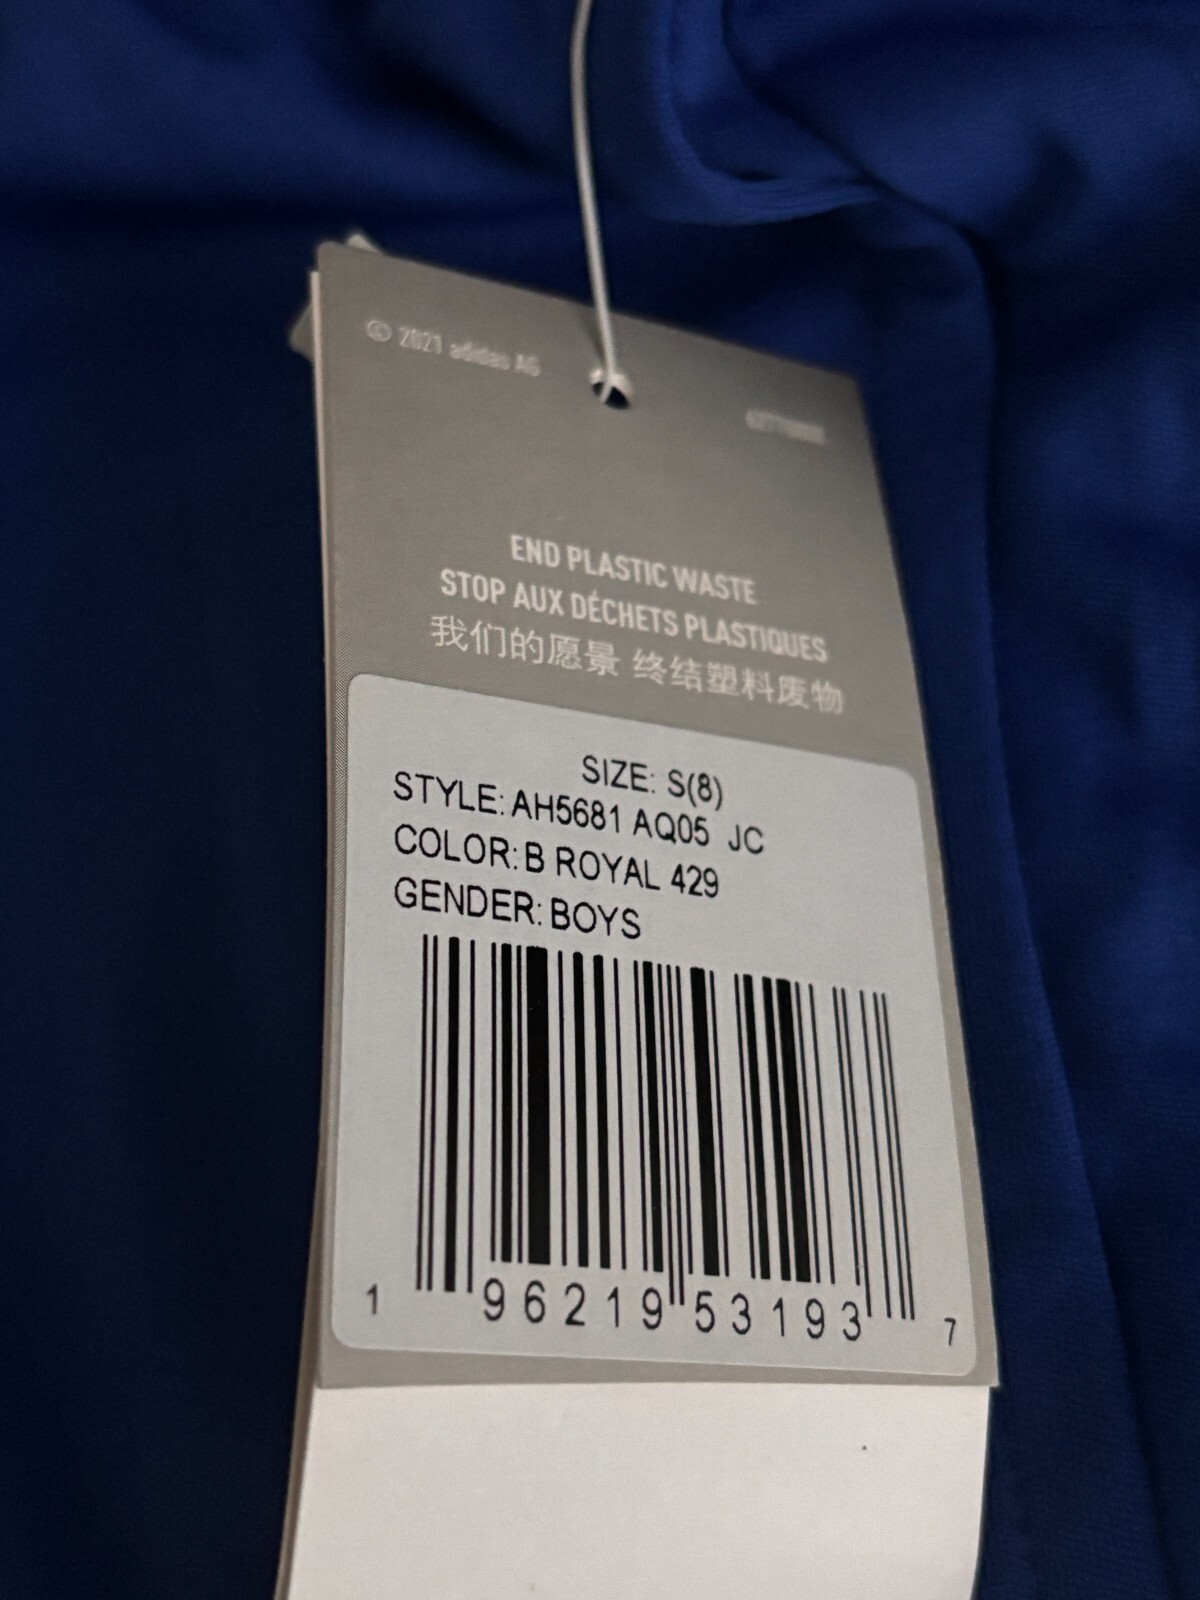 © 2021 adidas AG
END PLASTIC WASTE
STOP AUX DÉCHETS PLASTIQUES
我们的愿景 终结塑料废物
SIZE: S(8)
STYLE: AH5681 AQ05 JC
COLOR: B ROYAL 429
GENDER: BOYS
1 96219 53193 7